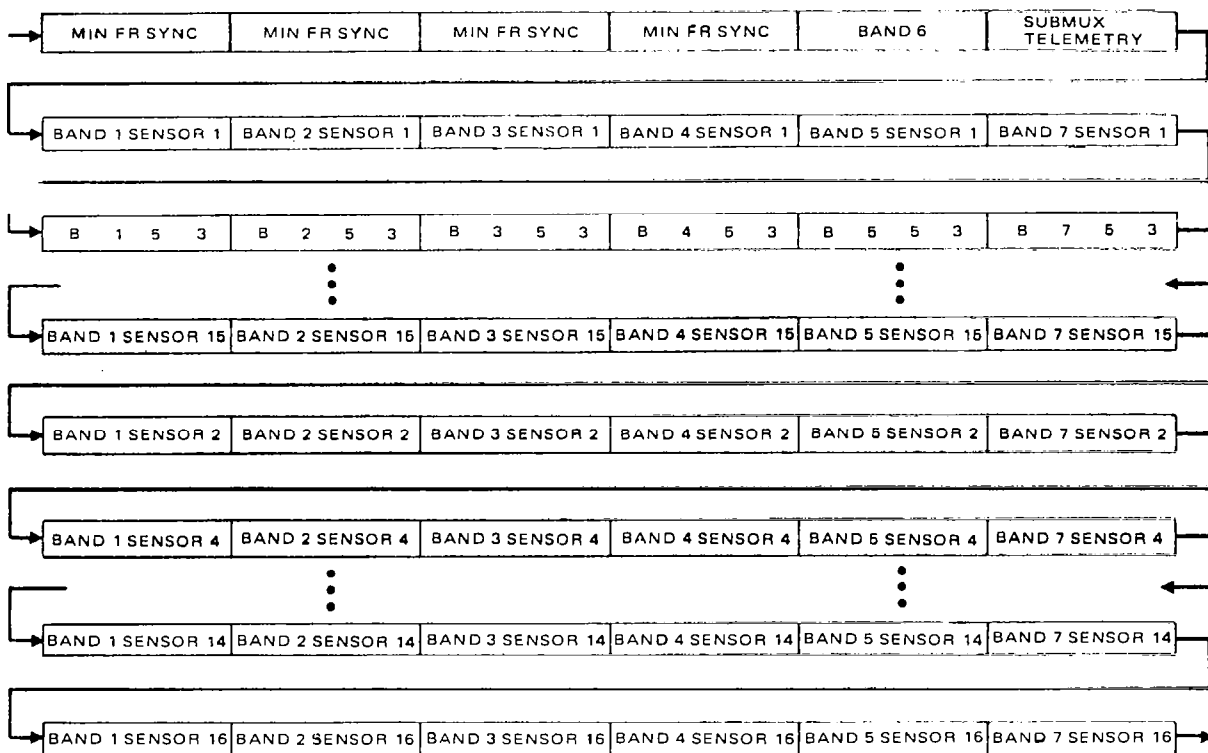 MIN FR SYNC MIN FR SYNC MIN FR SYNC MIN FR SYNC BAND 6 SUBMUX TELEMETRY
BAND 1 SENSOR 1 BAND 2 SENSOR 1 BAND 3 SENSOR 1 BAND 4 SENSOR 1 BAND 5 SENSOR 1 BAND 7 SENSOR 1
B 1 5 3 B 2 5 3 B 3 5 3 B 4 5 3 B 5 5 3 B 7 5 3
BAND 1 SENSOR 15 BAND 2 SENSOR 15 BAND 3 SENSOR 15 BAND 4 SENSOR 15 BAND 5 SENSOR 15 BAND 7 SENSOR 15
BAND 1 SENSOR 2 BAND 2 SENSOR 2 BAND 3 SENSOR 2 BAND 4 SENSOR 2 BAND 5 SENSOR 2 BAND 7 SENSOR 2
BAND 1 SENSOR 4 BAND 2 SENSOR 4 BAND 3 SENSOR 4 BAND 4 SENSOR 4 BAND 5 SENSOR 4 BAND 7 SENSOR 4
BAND 1 SENSOR 14 BAND 2 SENSOR 14 BAND 3 SENSOR 14 BAND 4 SENSOR 14 BAND 5 SENSOR 14 BAND 7 SENSOR 14
BAND 1 SENSOR 16 BAND 2 SENSOR 16 BAND 3 SENSOR 16 BAND 4 SENSOR 16 BAND 5 SENSOR 16 BAND 7 SENSOR 16